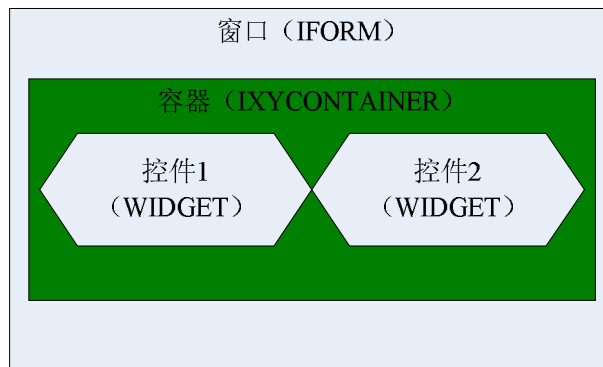 窗口（IFORM）
容器（IXYCONTAINER）
控件1
（WIDGET）
控件2
（WIDGET）